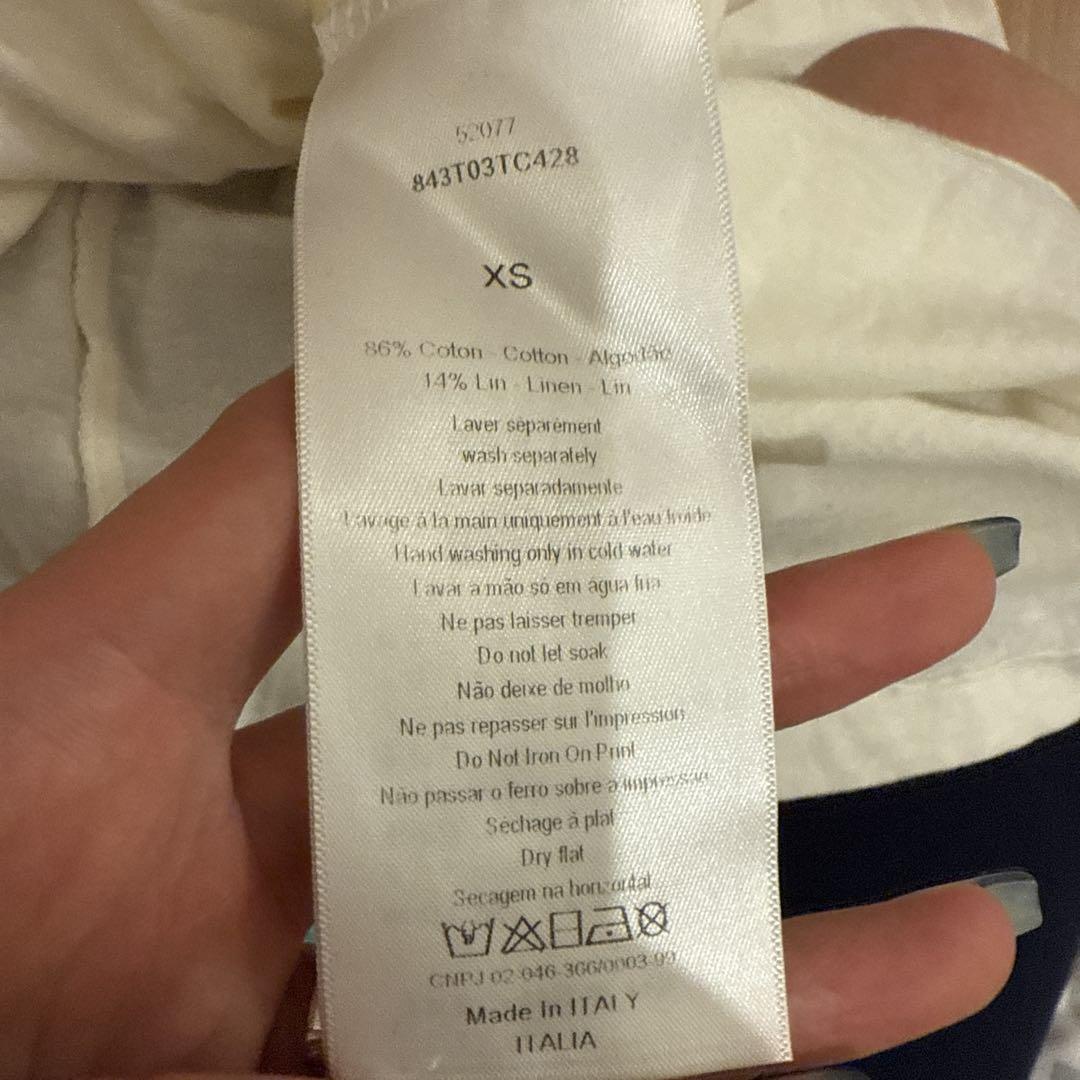 52077
843T03TC428
XS
86% Coton - Cotton - Algodão
14% Lin - Linen - Lin
Laver séparément
wash separately
Lavar separadamente
Lavage à la main uniquement à l'eau froide
Hand washing only in cold water
Lavar a mão só em agua fria
Ne pas laisser tremper
Do not let soak
Não deixe de molho
Ne pas repasser sur l'impression
Do Not Iron On Print
Não passar o ferro sobre a impressão
Séchage à plat
Dry flat
Secagem na horizontal
CNPJ 02-046-366/0003-99
Made in ITALY
ITALIA